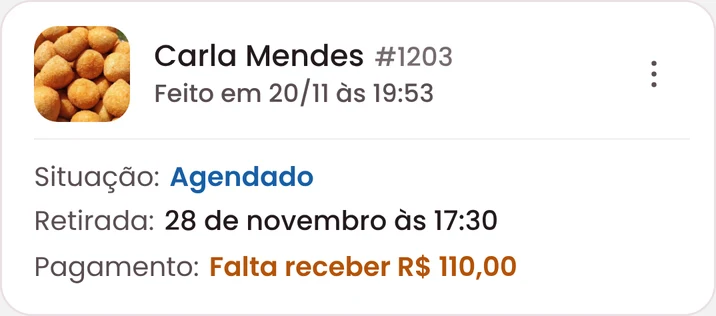 Carla Mendes #1203
Feito em 20/11 às 19:53
Situação: Agendado
Retirada: 28 de novembro às 17:30
Pagamento: Falta receber R$ 110,00